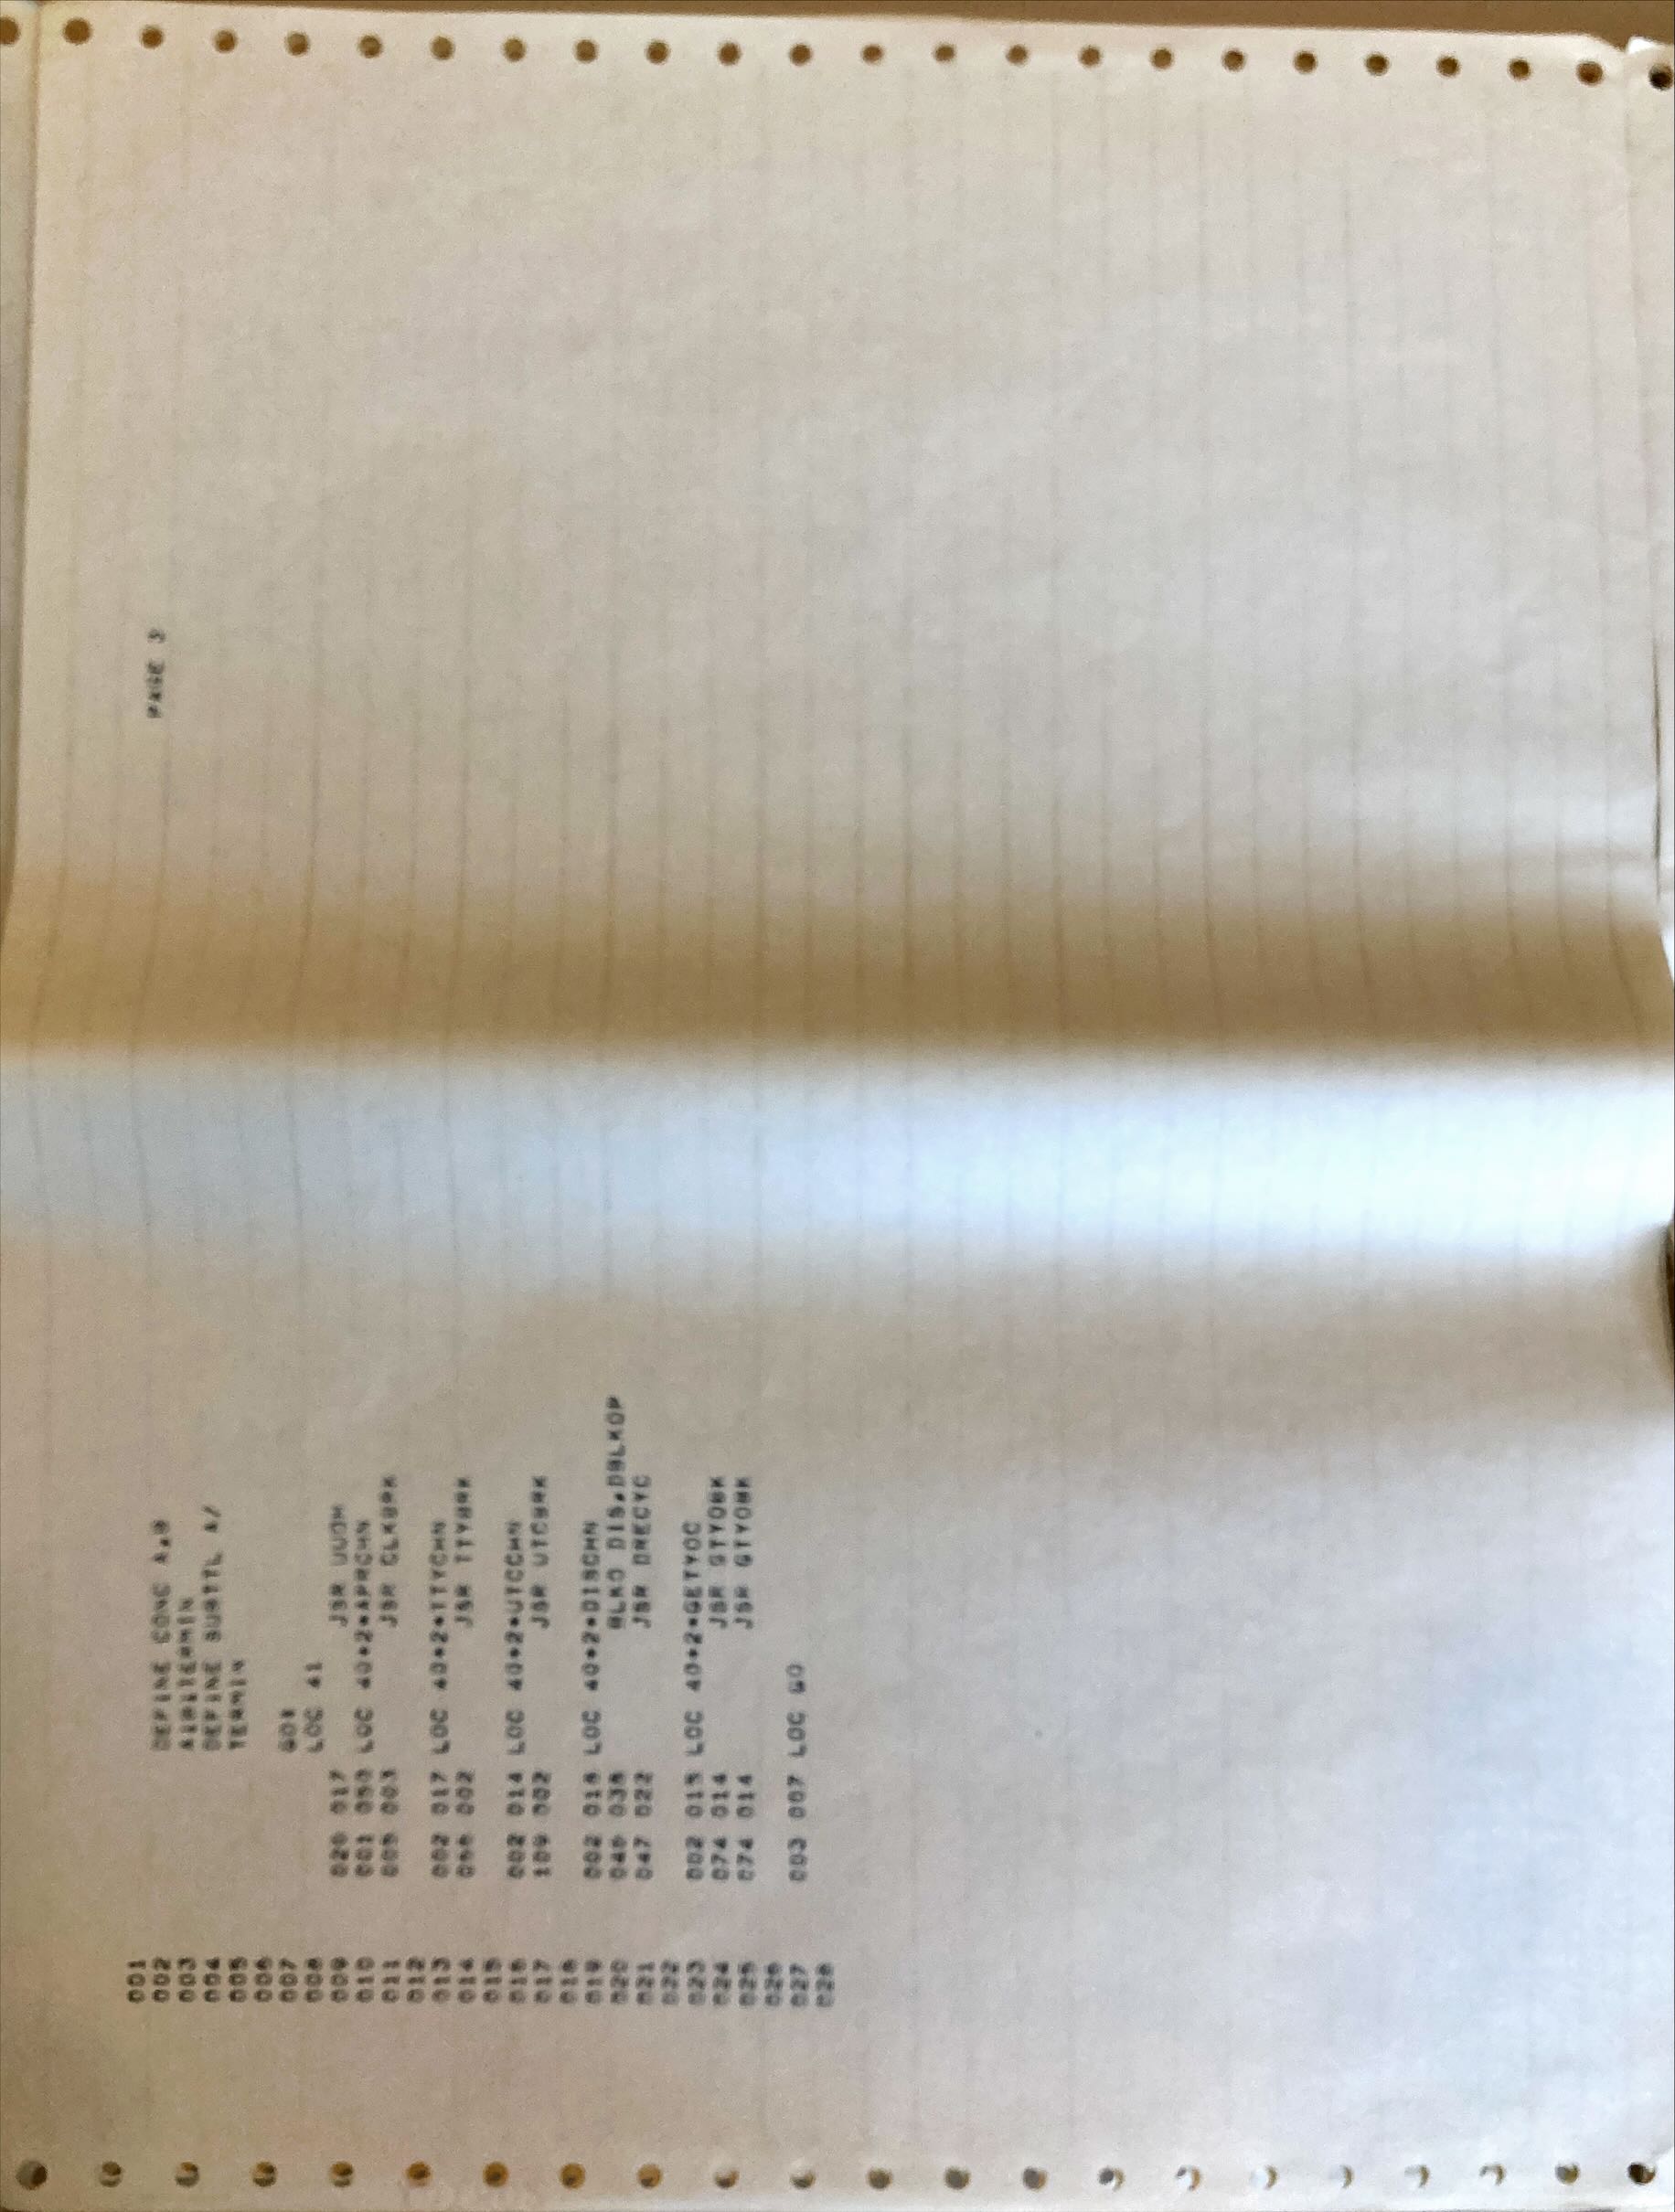 PAGE 3
001
002 DEFINE CONC A,B
003 A!B!TERMIN
004 DEFINE SUBTTL A/
005 TERMIN
006
007 GO:
008 LOC 41
009 026 017 JSR UUOH
010 001 050 LOC 40+2*APRCHN
011 005 003 JSR CLKBRK
012
013 002 017 LOC 40+2*TTYCHN
014 056 002 JSR TTYBRK
015
016 002 014 LOC 40+2*UTCCHN
017 109 002 JSR UTCBRK
018
019 002 018 LOC 40+2*DISCHN
020 046 038 BLKO DIS,DBLKOP
021 047 022 JSR DRECYC
022
023 002 015 LOC 40+2*GETYOC
024 074 014 JSR GTYOBK
025 074 014 JSR GTYOBK
026
027 003 007 LOC GO
028